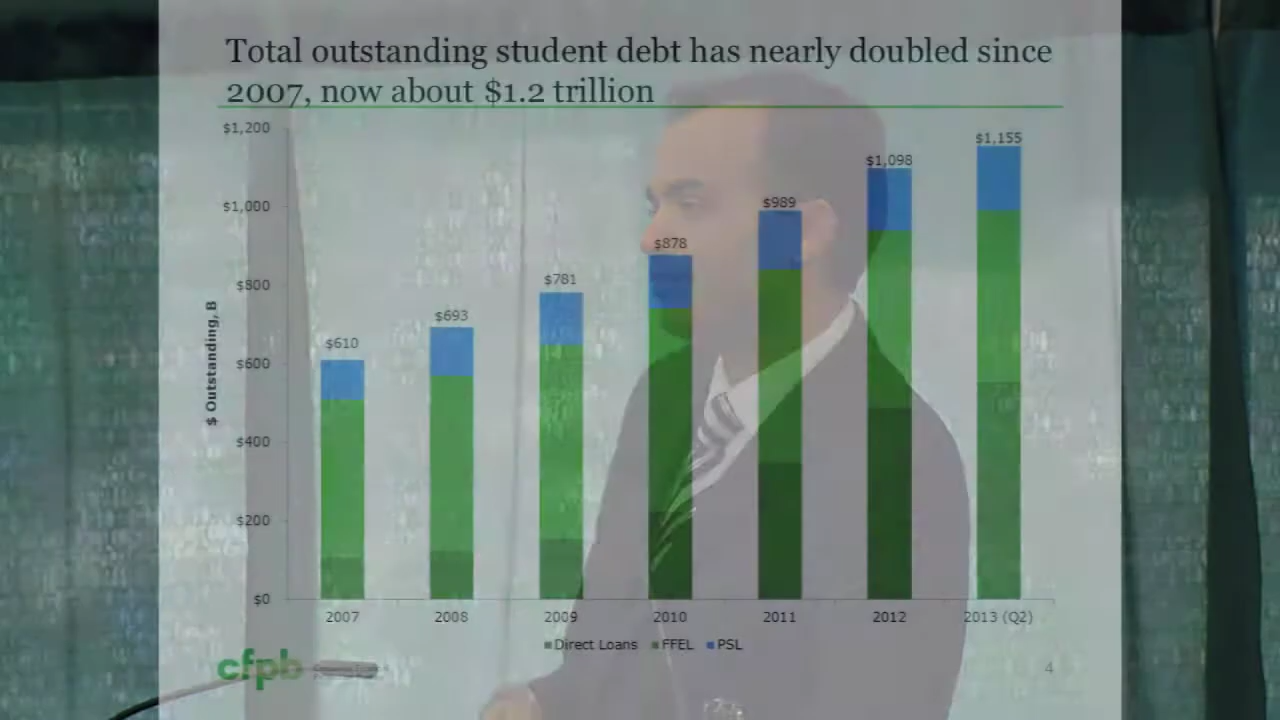 Total outstanding student debt has nearly doubled since
2007, now about $1.2 trillion
$1,200
$1,000
$800
$600
$400
$200
$0
$ Outstanding, B
$610
$693
$781
$878
$989
$1,098
$1,155
2007 2008 2009 2010 2011 2012 2013 (Q2)
Direct Loans FFEL PSL
cfpb
4